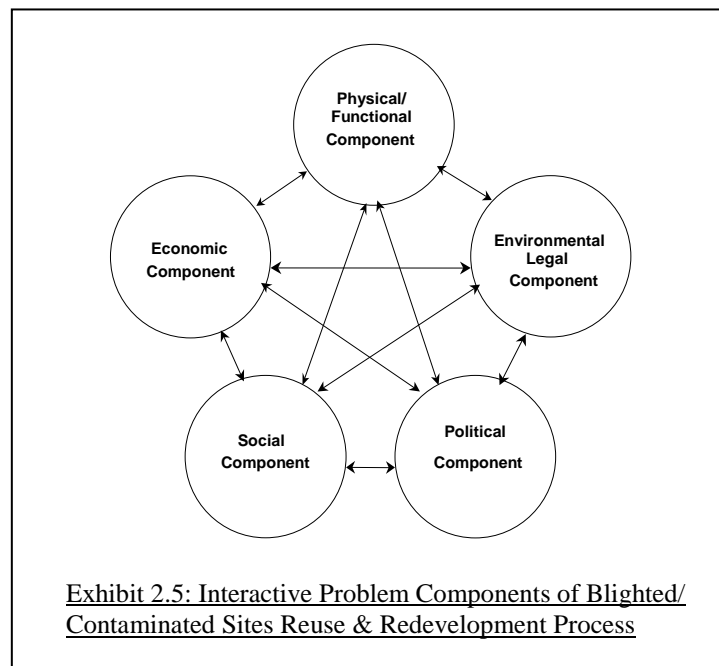 Physical/
Functional
Component
Economic
Component
Environmental
Legal
Component
Social
Component
Political
Component
Exhibit 2.5: Interactive Problem Components of Blighted/
Contaminated Sites Reuse & Redevelopment Process